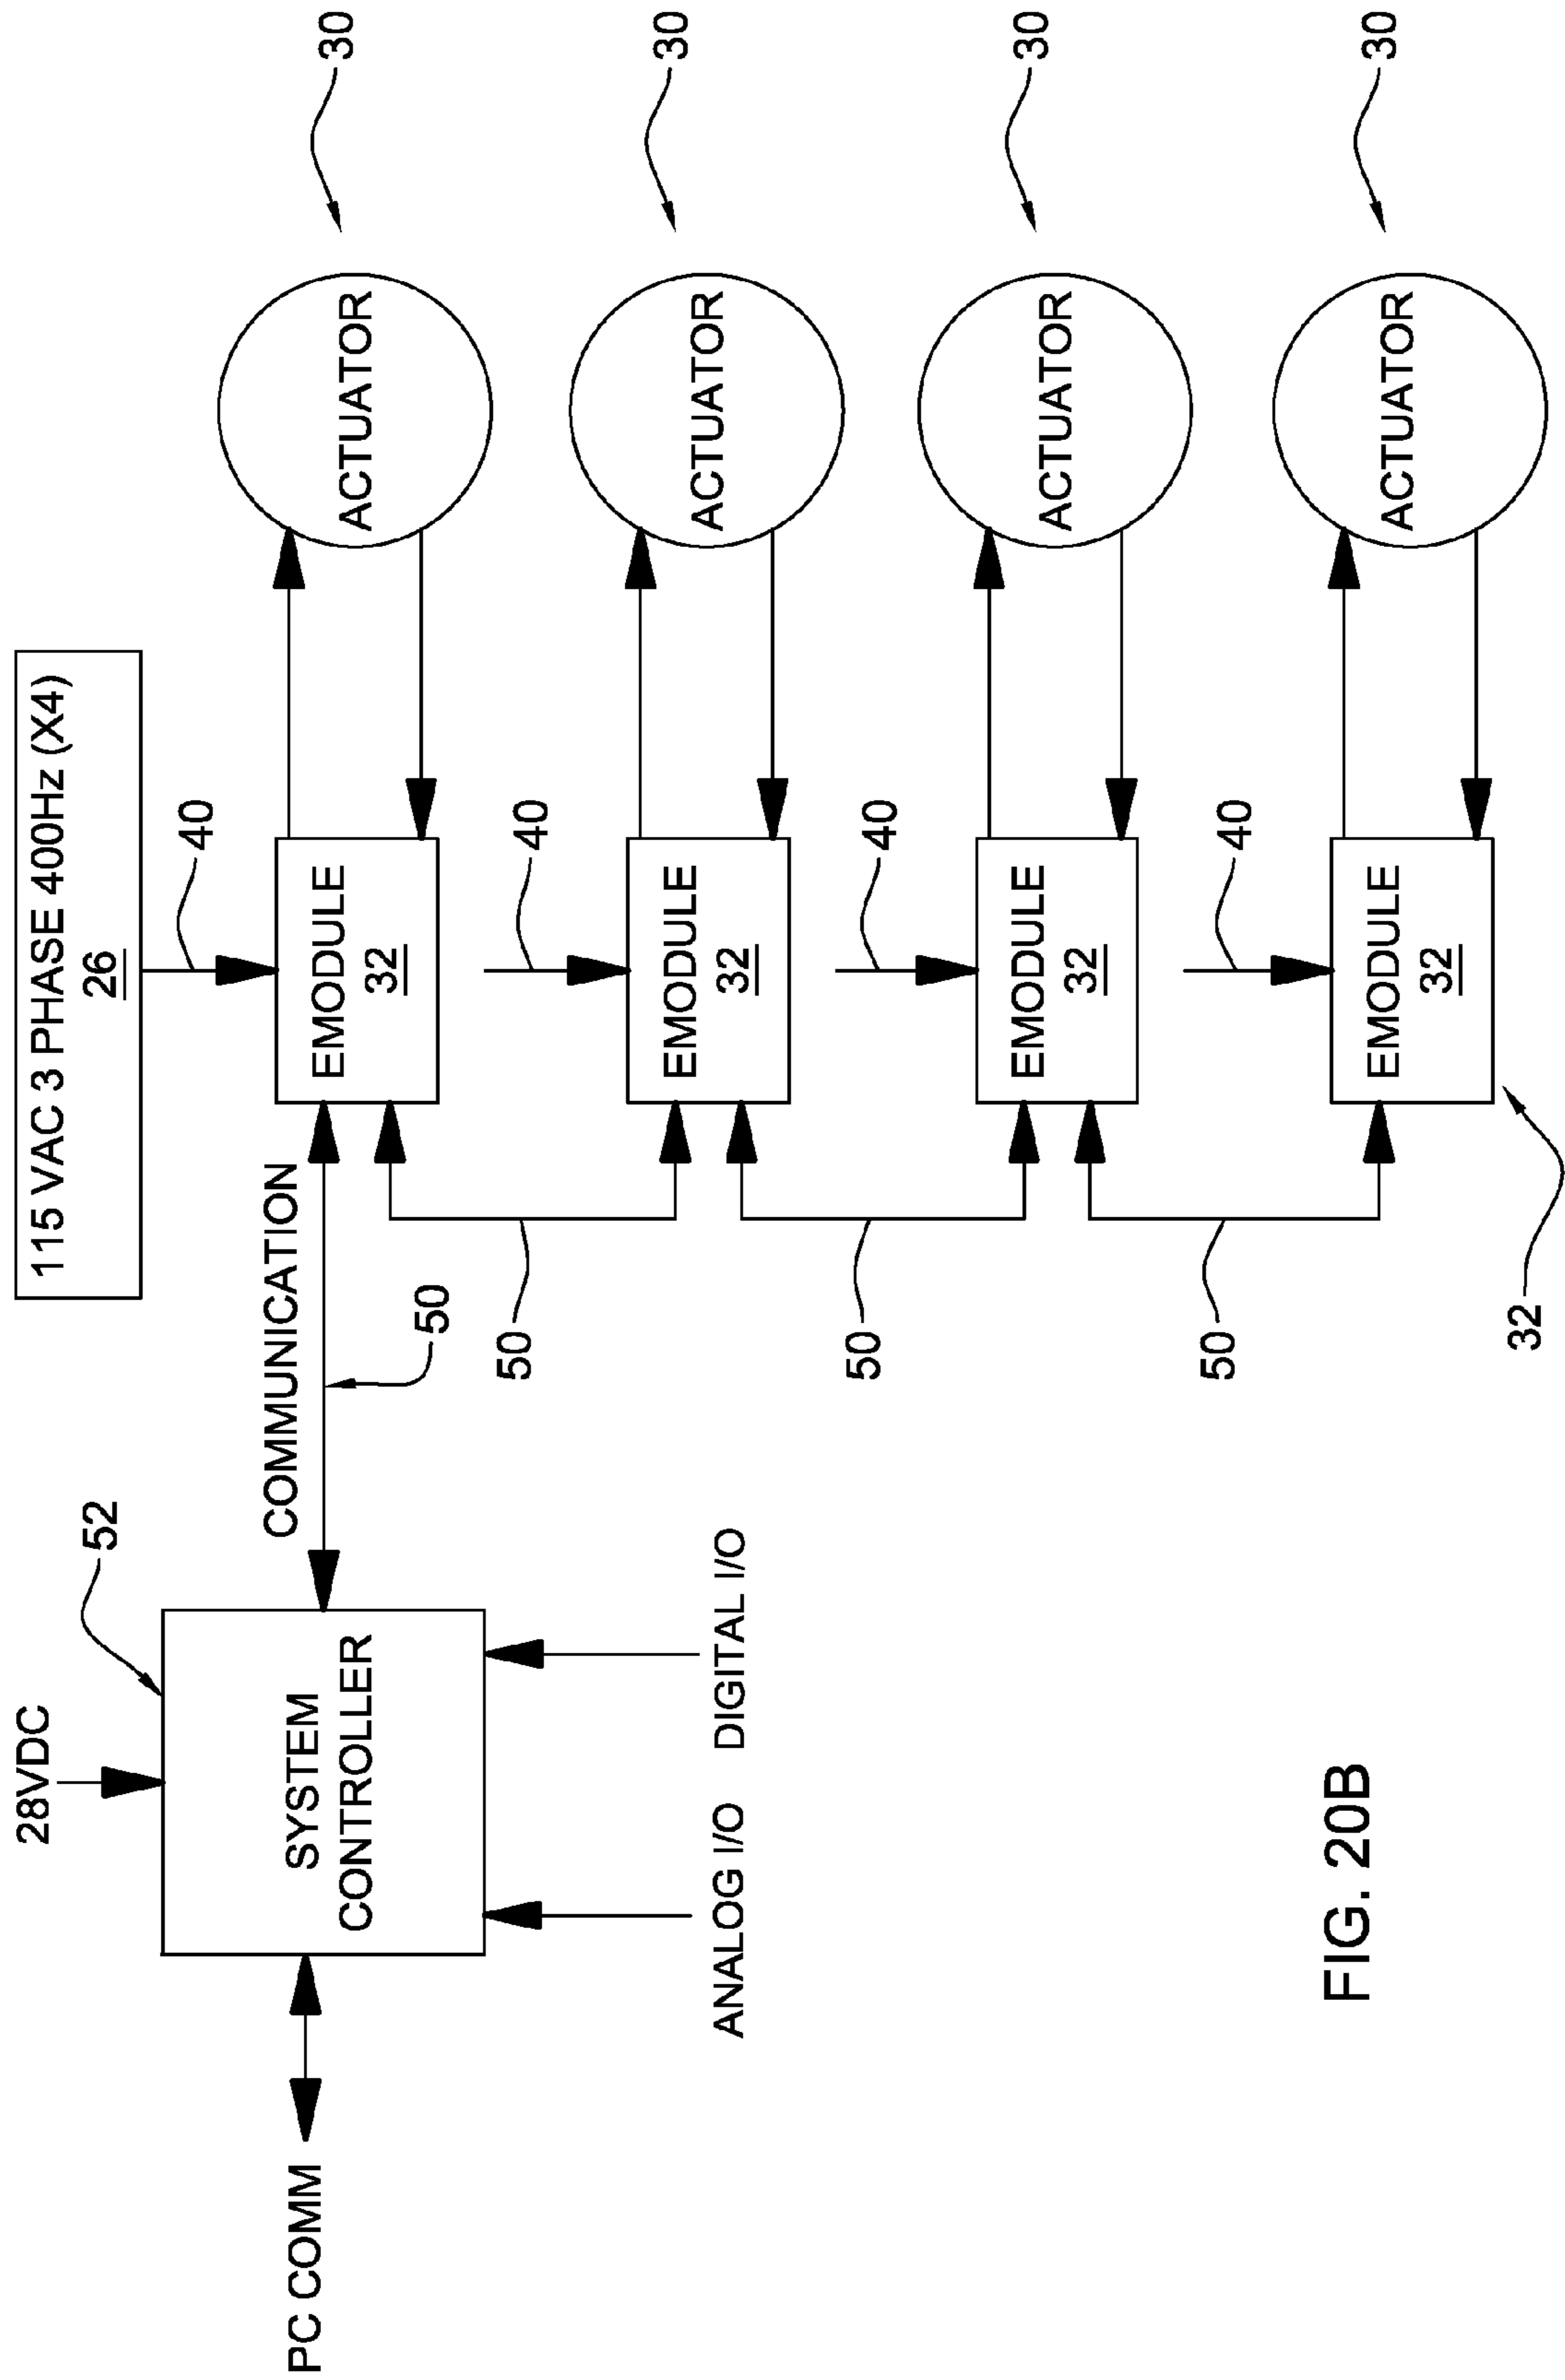 115 VAC 3 PHASE 400Hz (X4)
26
28VDC
52
SYSTEM
CONTROLLER
PC COMM
ANALOG I/O
DIGITAL I/O
COMMUNICATION
50
40
EMODULE
32
ACTUATOR
30
50
40
EMODULE
32
ACTUATOR
30
50
40
EMODULE
32
ACTUATOR
30
50
40
EMODULE
32
ACTUATOR
30
32
FIG. 20B